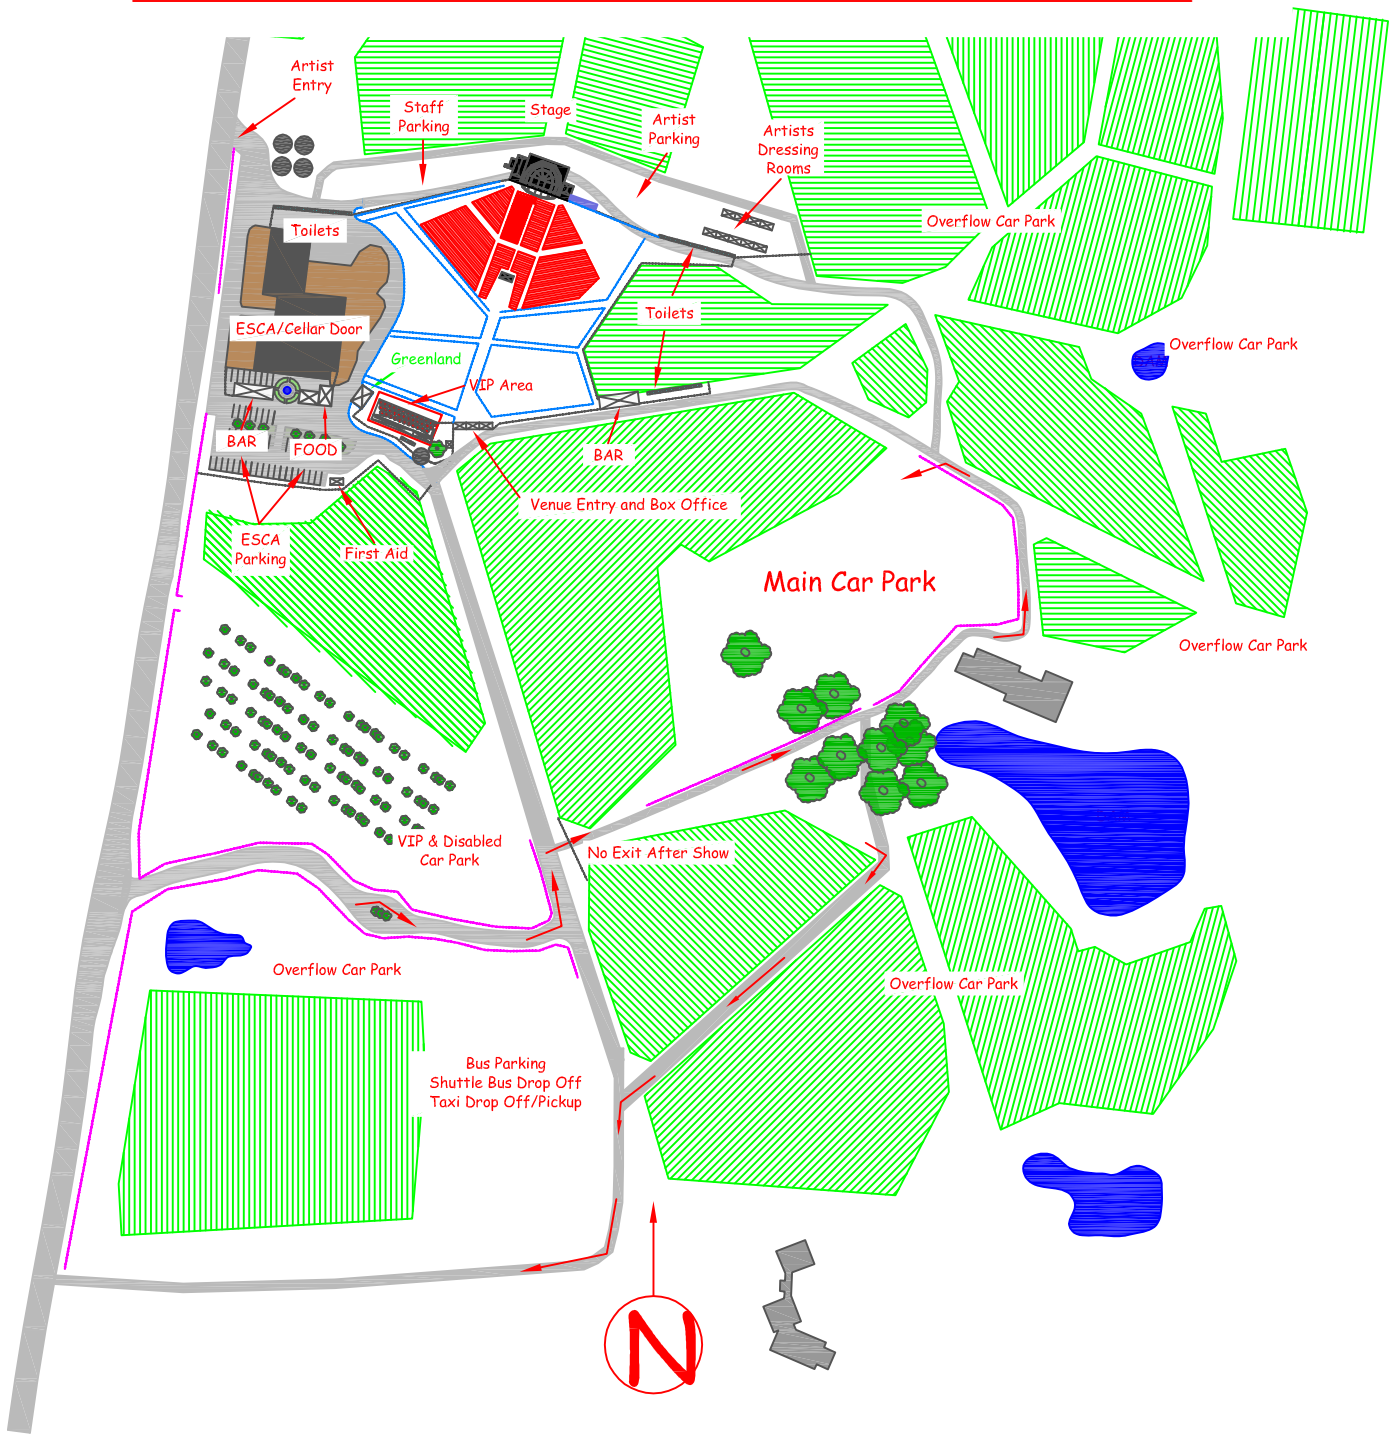 Artist
Entry
Staff
Parking
Stage
Artist
Parking
Artists
Dressing
Rooms
Toilets
Overflow Car Park
ESCA/Cellar Door
Toilets
Overflow Car Park
Greenland
VIP Area
BAR
FOOD
BAR
Venue Entry and Box Office
ESCA
Parking
First Aid
Main Car Park
Overflow Car Park
VIP & Disabled
Car Park
No Exit After Show
Overflow Car Park
Overflow Car Park
Bus Parking
Shuttle Bus Drop Off
Taxi Drop Off/Pickup
N